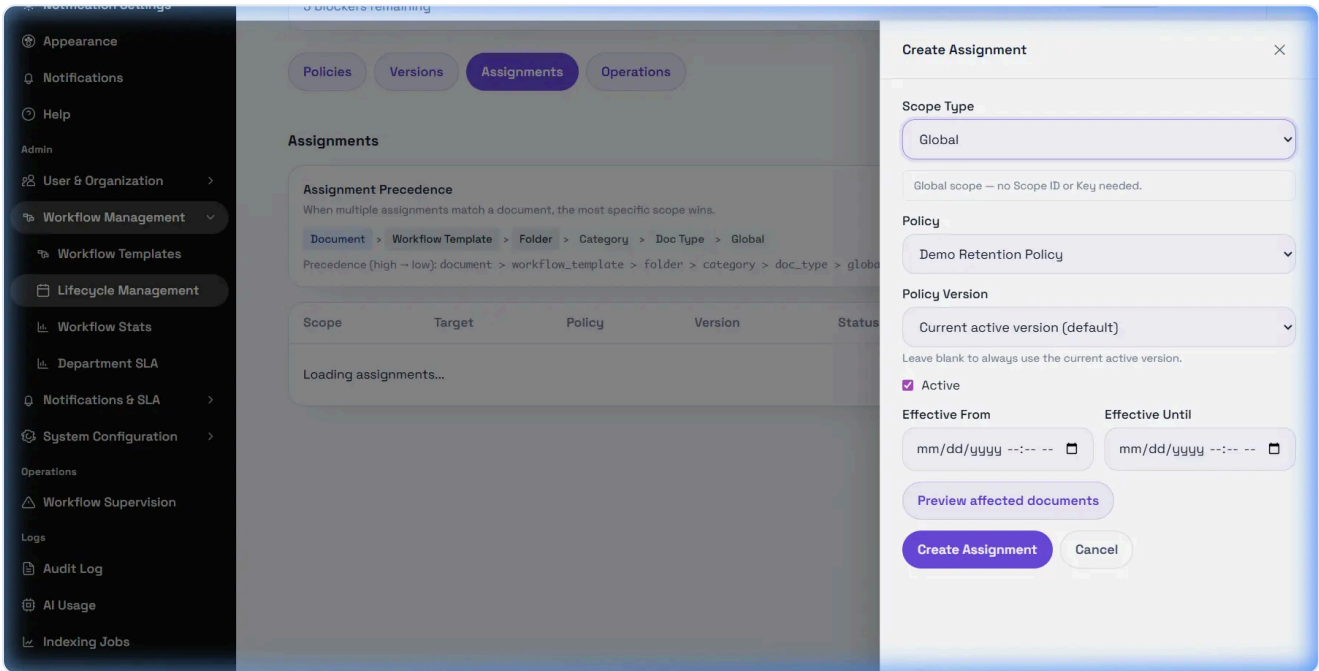 Notification Settings
Appearance
Notifications
Help
Admin
User & Organization
Workflow Management
Workflow Templates
Lifecycle Management
Workflow Stats
Department SLA
Notifications & SLA
System Configuration
Operations
Workflow Supervision
Logs
Audit Log
AI Usage
Indexing Jobs
blockers remaining
Policies Versions Assignments Operations
Assignments
Assignment Precedence
When multiple assignments match a document, the most specific scope wins.
Document > Workflow Template > Folder > Category > Doc Type > Global
Precedence (high → low): document > workflow_template > folder > category > doc_type > globa
Scope Target Policy Version Status
Loading assignments...
Create Assignment
Scope Type
Global
Global scope — no Scope ID or Key needed.
Policy
Demo Retention Policy
Policy Version
Current active version (default)
Leave blank to always use the current active version.
Active
Effective From Effective Until
mm/dd/yyyy --:-- -- mm/dd/yyyy --:-- --
Preview affected documents
Create Assignment Cancel